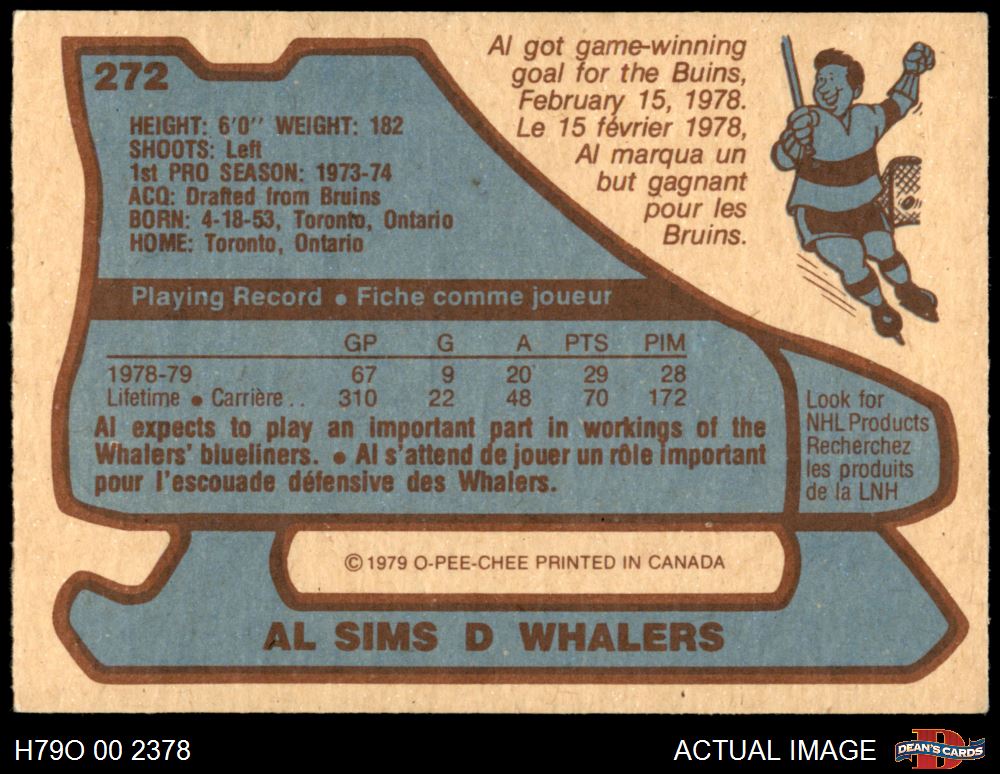 272
HEIGHT: 6'0" WEIGHT: 182
SHOOTS: Left
1st PRO SEASON: 1973-74
ACQ: Drafted from Bruins
BORN: 4-18-53, Toronto, Ontario
HOME: Toronto, Ontario
Al got game-winning
goal for the Buins,
February 15, 1978.
Le 15 février 1978,
Al marqua un
but gagnant
pour les
Bruins.
Playing Record • Fiche comme joueur
GP G A PTS PIM
1978-79 67 9 20 29 28
Lifetime • Carrière .. 310 22 48 70 172
Al expects to play an important part in workings of the
Whalers' blueliners. • Al s'attend de jouer un rôle important
pour l'escouade défensive des Whalers.
Look for
NHL Products
Recherchez
les produits
de la LNH
© 1979 O-PEE-CHEE PRINTED IN CANADA
AL SIMS D WHALERS
H79O 00 2378
ACTUAL IMAGE
D
DEAN'S CARDS